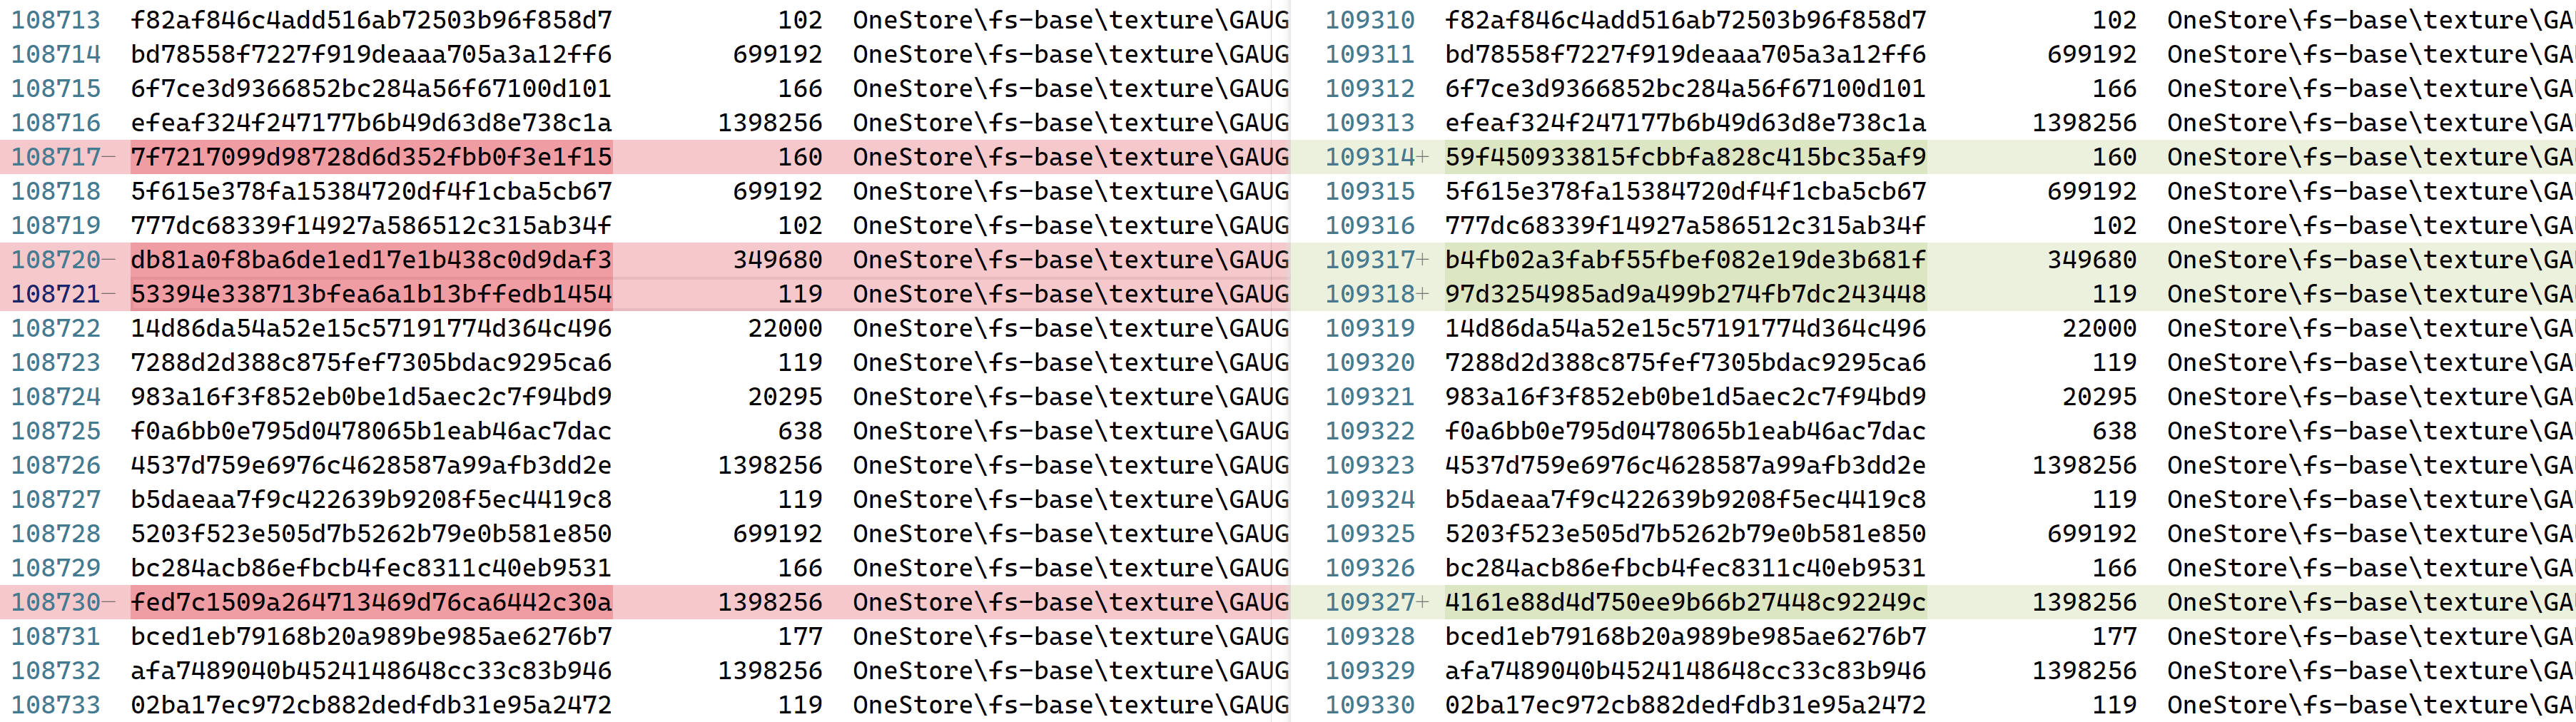 108713 f82af846c4add516ab72503b96f858d7 102 OneStore\fs-base\texture\GAUG 109310 f82af846c4add516ab72503b96f858d7 102 OneStore\fs-base\texture\GA
108714 bd78558f7227f919deaaa705a3a12ff6 699192 OneStore\fs-base\texture\GAUG 109311 bd78558f7227f919deaaa705a3a12ff6 699192 OneStore\fs-base\texture\GA
108715 6f7ce3d9366852bc284a56f67100d101 166 OneStore\fs-base\texture\GAUG 109312 6f7ce3d9366852bc284a56f67100d101 166 OneStore\fs-base\texture\GA
108716 efeaf324f247177b6b49d63d8e738c1a 1398256 OneStore\fs-base\texture\GAUG 109313 efeaf324f247177b6b49d63d8e738c1a 1398256 OneStore\fs-base\texture\GA
108717− 7f7217099d98728d6d352fbb0f3e1f15 160 OneStore\fs-base\texture\GAUG 109314+ 59f450933815fcbbfa828c415bc35af9 160 OneStore\fs-base\texture\GA
108718 5f615e378fa15384720df4f1cba5cb67 699192 OneStore\fs-base\texture\GAUG 109315 5f615e378fa15384720df4f1cba5cb67 699192 OneStore\fs-base\texture\GA
108719 777dc68339f14927a586512c315ab34f 102 OneStore\fs-base\texture\GAUG 109316 777dc68339f14927a586512c315ab34f 102 OneStore\fs-base\texture\GA
108720− db81a0f8ba6de1ed17e1b438c0d9daf3 349680 OneStore\fs-base\texture\GAUG 109317+ b4fb02a3fabf55fbef082e19de3b681f 349680 OneStore\fs-base\texture\GA
108721− 53394e338713bfea6a1b13bffedb1454 119 OneStore\fs-base\texture\GAUG 109318+ 97d3254985ad9a499b274fb7dc243448 119 OneStore\fs-base\texture\GA
108722 14d86da54a52e15c57191774d364c496 22000 OneStore\fs-base\texture\GAUG 109319 14d86da54a52e15c57191774d364c496 22000 OneStore\fs-base\texture\GA
108723 7288d2d388c875fef7305bdac9295ca6 119 OneStore\fs-base\texture\GAUG 109320 7288d2d388c875fef7305bdac9295ca6 119 OneStore\fs-base\texture\GA
108724 983a16f3f852eb0be1d5aec2c7f94bd9 20295 OneStore\fs-base\texture\GAUG 109321 983a16f3f852eb0be1d5aec2c7f94bd9 20295 OneStore\fs-base\texture\GA
108725 f0a6bb0e795d0478065b1eab46ac7dac 638 OneStore\fs-base\texture\GAUG 109322 f0a6bb0e795d0478065b1eab46ac7dac 638 OneStore\fs-base\texture\GA
108726 4537d759e6976c4628587a99afb3dd2e 1398256 OneStore\fs-base\texture\GAUG 109323 4537d759e6976c4628587a99afb3dd2e 1398256 OneStore\fs-base\texture\GA
108727 b5daeaa7f9c422639b9208f5ec4419c8 119 OneStore\fs-base\texture\GAUG 109324 b5daeaa7f9c422639b9208f5ec4419c8 119 OneStore\fs-base\texture\GA
108728 5203f523e505d7b5262b79e0b581e850 699192 OneStore\fs-base\texture\GAUG 109325 5203f523e505d7b5262b79e0b581e850 699192 OneStore\fs-base\texture\GA
108729 bc284acb86efbcb4fec8311c40eb9531 166 OneStore\fs-base\texture\GAUG 109326 bc284acb86efbcb4fec8311c40eb9531 166 OneStore\fs-base\texture\GA
108730− fed7c1509a264713469d76ca6442c30a 1398256 OneStore\fs-base\texture\GAUG 109327+ 4161e88d4d750ee9b66b27448c92249c 1398256 OneStore\fs-base\texture\GA
108731 bced1eb79168b20a989be985ae6276b7 177 OneStore\fs-base\texture\GAUG 109328 bced1eb79168b20a989be985ae6276b7 177 OneStore\fs-base\texture\GA
108732 afa7489040b4524148648cc33c83b946 1398256 OneStore\fs-base\texture\GAUG 109329 afa7489040b4524148648cc33c83b946 1398256 OneStore\fs-base\texture\GA
108733 02ba17ec972cb882dedfdb31e95a2472 119 OneStore\fs-base\texture\GAUG 109330 02ba17ec972cb882dedfdb31e95a2472 119 OneStore\fs-base\texture\GA